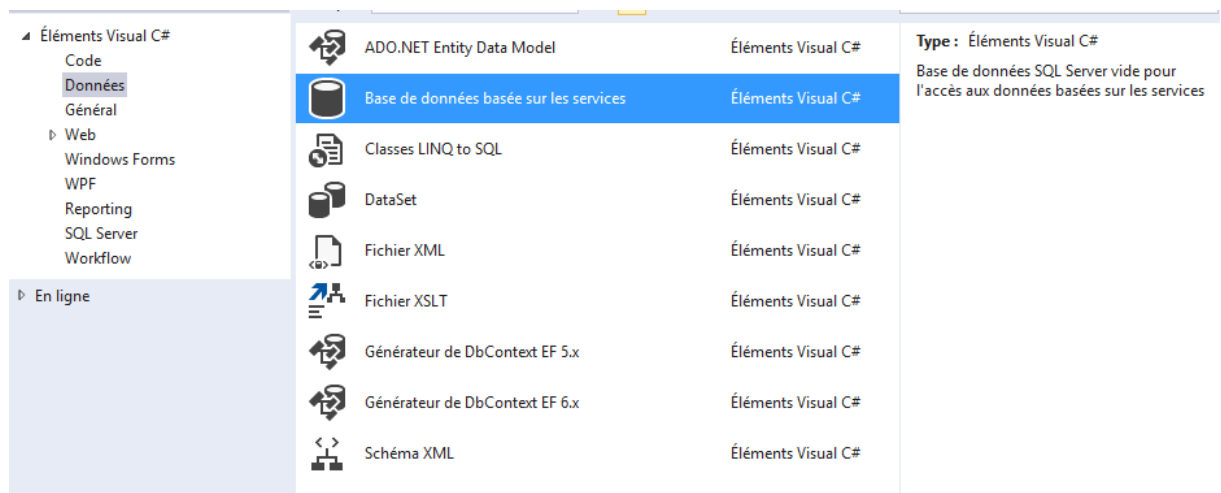 Éléments Visual C#
Code
Données
Général
Web
Windows Forms
WPF
Reporting
SQL Server
Workflow
En ligne
ADO.NET Entity Data Model Éléments Visual C#
Base de données basée sur les services Éléments Visual C#
Classes LINQ to SQL Éléments Visual C#
DataSet Éléments Visual C#
Fichier XML Éléments Visual C#
Fichier XSLT Éléments Visual C#
Générateur de DbContext EF 5.x Éléments Visual C#
Générateur de DbContext EF 6.x Éléments Visual C#
Schéma XML Éléments Visual C#
Type : Éléments Visual C#
Base de données SQL Server vide pour
l'accès aux données basées sur les services